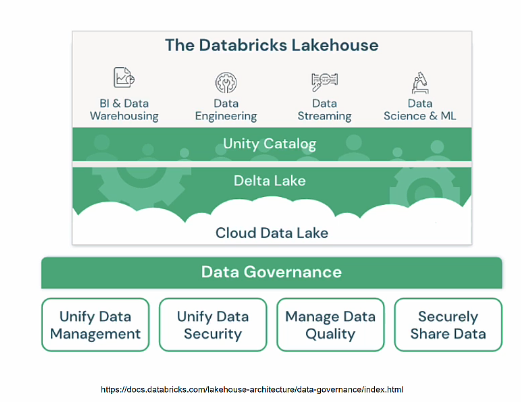 The Databricks Lakehouse
BI & Data
Warehousing
Data
Engineering
Data
Streaming
Data
Science & ML
Unity Catalog
Delta Lake
Cloud Data Lake
Data Governance
Unify Data
Management
Unify Data
Security
Manage Data
Quality
Securely
Share Data
https://docs.databricks.com/lakehouse-architecture/data-governance/index.html